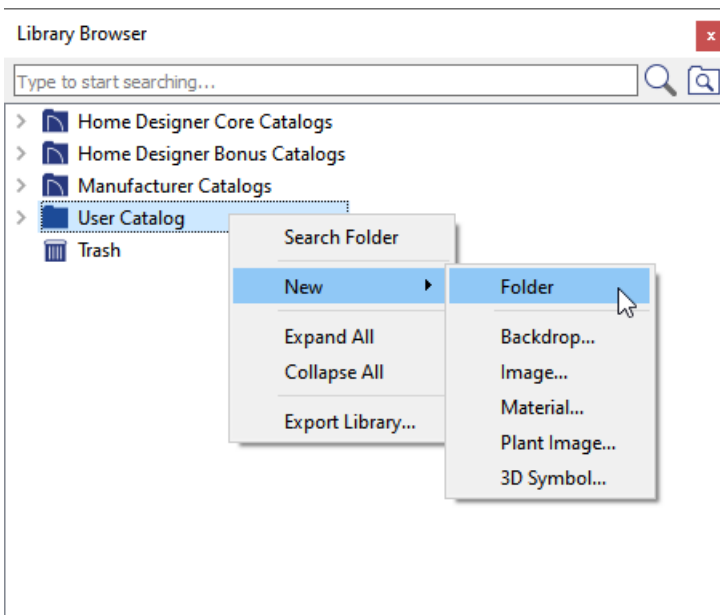 Library Browser
x
Type to start searching...
Home Designer Core Catalogs
Home Designer Bonus Catalogs
Manufacturer Catalogs
User Catalog
Trash
Search Folder
New
Expand All
Collapse All
Export Library...
Folder
Backdrop...
Image...
Material...
Plant Image...
3D Symbol...